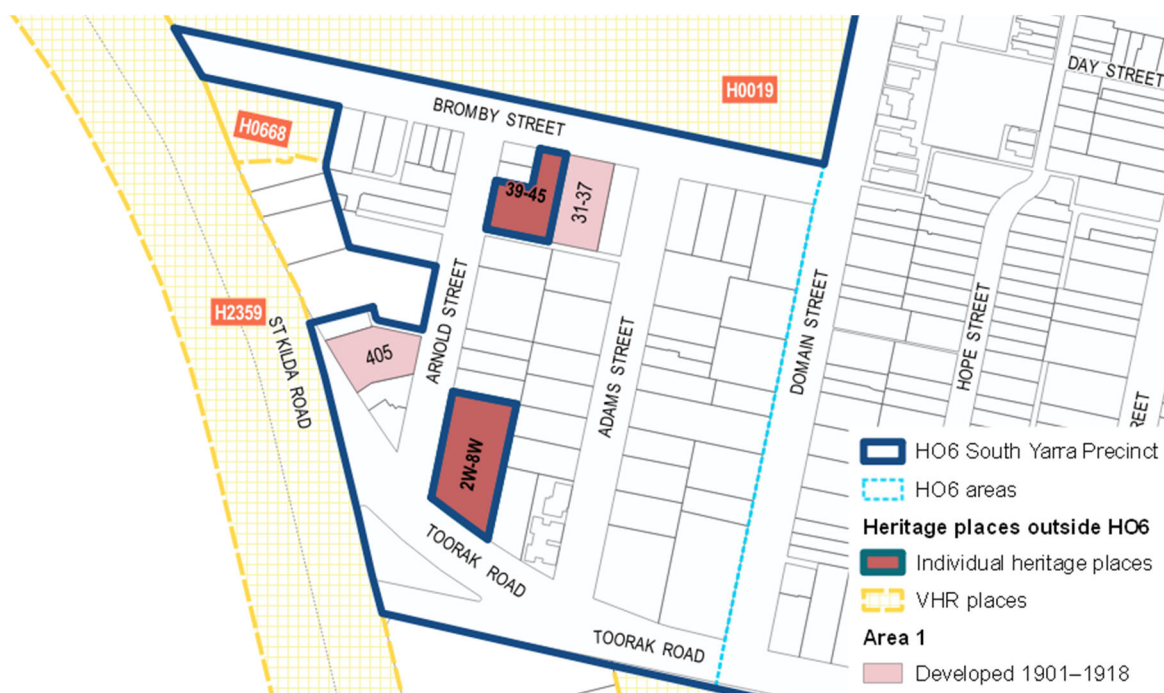 DAY STREET
H0019
BROMBY STREET
H0668
39-45
31-37
H2359
ST KILDA ROAD
ARNOLD STREET
405
ADAMS STREET
DOMAIN STREET
HOPE STREET
REET
2W-8W
TOORAK ROAD
TOORAK ROAD
HO6 South Yarra Precinct
HO6 areas
Heritage places outside HO6
Individual heritage places
VHR places
Area 1
Developed 1901–1918